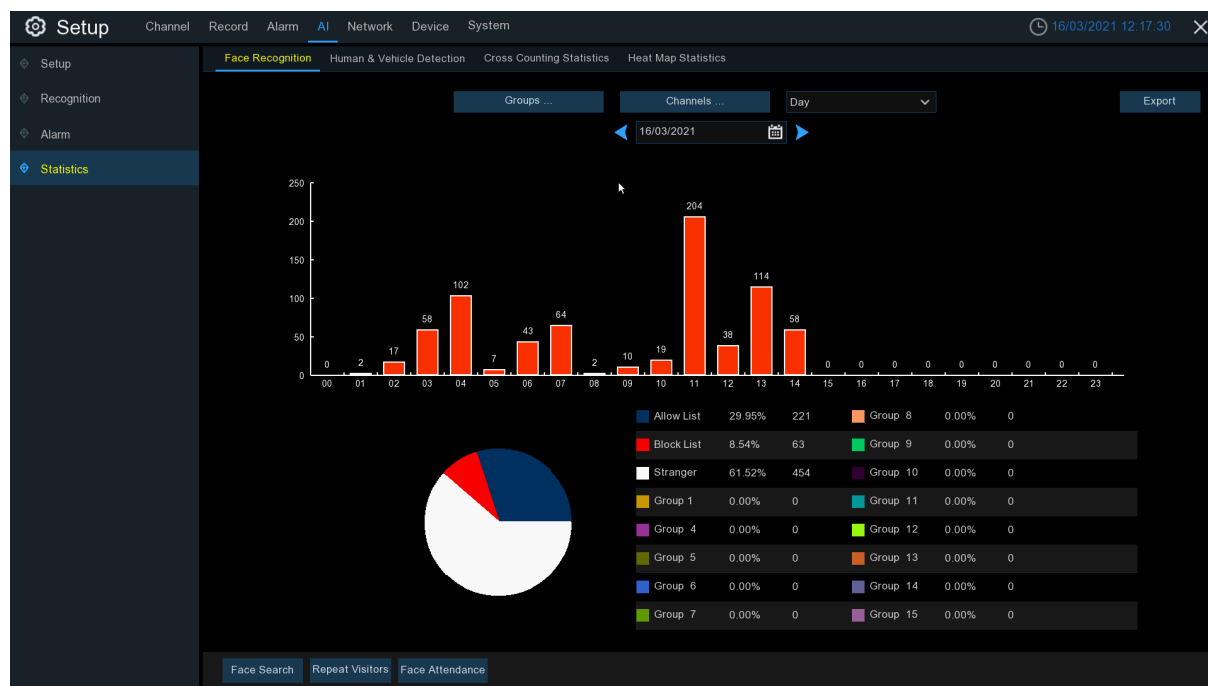 Setup Channel Record Alarm AI Network Device System 16/03/2021 12:17:30
Setup
Recognition
Alarm
Statistics
Face Recognition Human & Vehicle Detection Cross Counting Statistics Heat Map Statistics
Groups ... Channels ... Day Export
16/03/2021
250
200
150
100
50
0
0 2 17 58 102 7 43 64 2 10 19 204 38 114 58 0 0 0 0 0 0 0 0 0
00 01 02 03 04 05 06 07 08 09 10 11 12 13 14 15 16 17 18 19 20 21 22 23
Allow List 29.95% 221 Group 8 0.00% 0
Block List 8.54% 63 Group 9 0.00% 0
Stranger 61.52% 454 Group 10 0.00% 0
Group 1 0.00% 0 Group 11 0.00% 0
Group 4 0.00% 0 Group 12 0.00% 0
Group 5 0.00% 0 Group 13 0.00% 0
Group 6 0.00% 0 Group 14 0.00% 0
Group 7 0.00% 0 Group 15 0.00% 0
Face Search Repeat Visitors Face Attendance